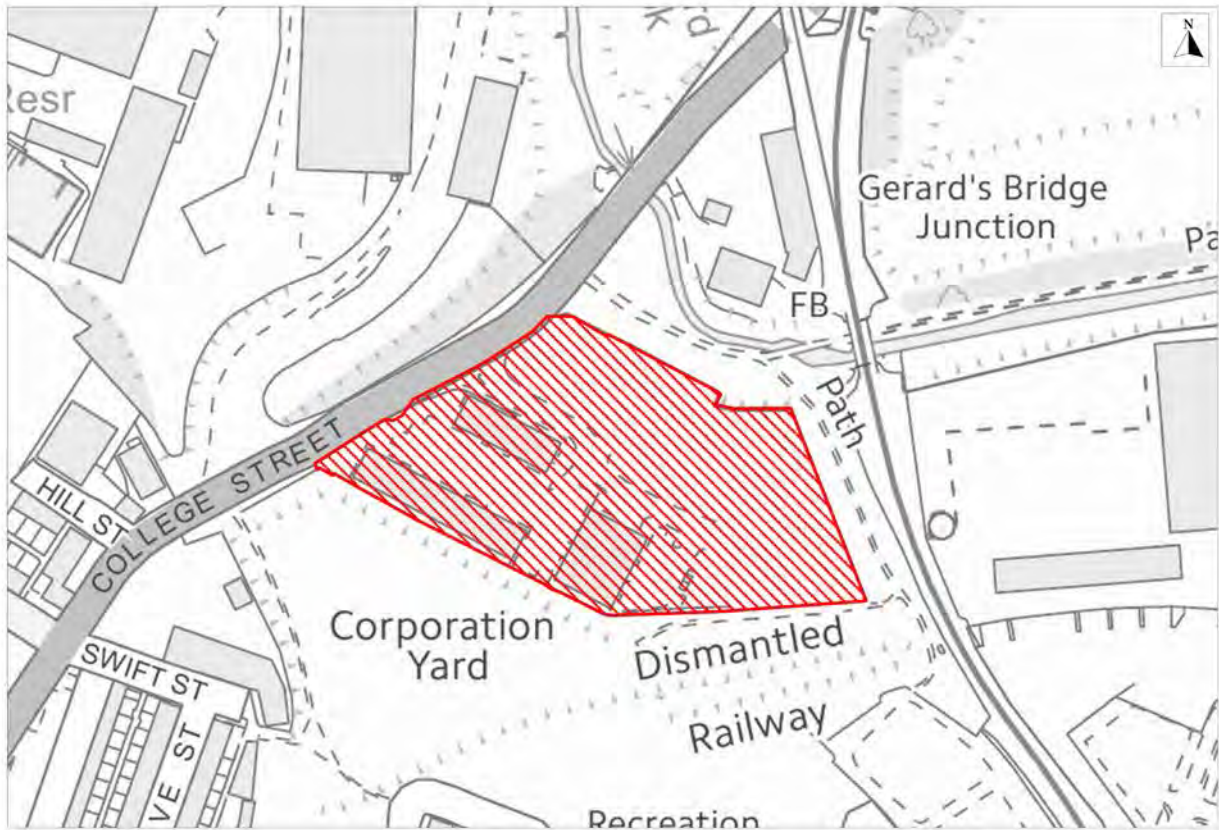 N
Resr
Gerard's Bridge
Junction
Pa
FB
Path
COLLEGE STREET
HILL ST
Corporation
Yard
Dismantled
Railway
SWIFT ST
VE ST
Recreation